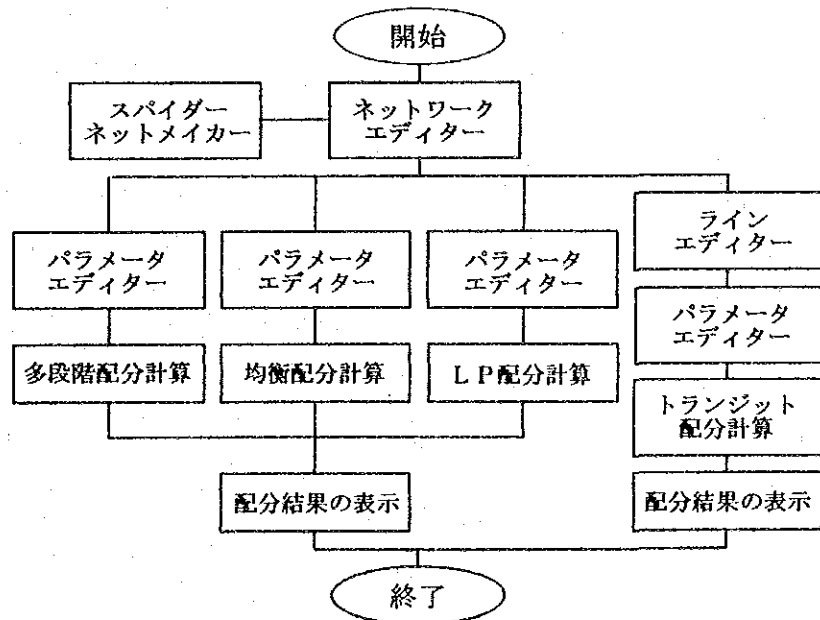 開始
スパイダー
ネットメイカー
ネットワーク
エディター
パラメータ
エディター
パラメータ
エディター
パラメータ
エディター
ライン
エディター
パラメータ
エディター
多段階配分計算
均衡配分計算
LP配分計算
トランジット
配分計算
配分結果の表示
配分結果の表示
終了